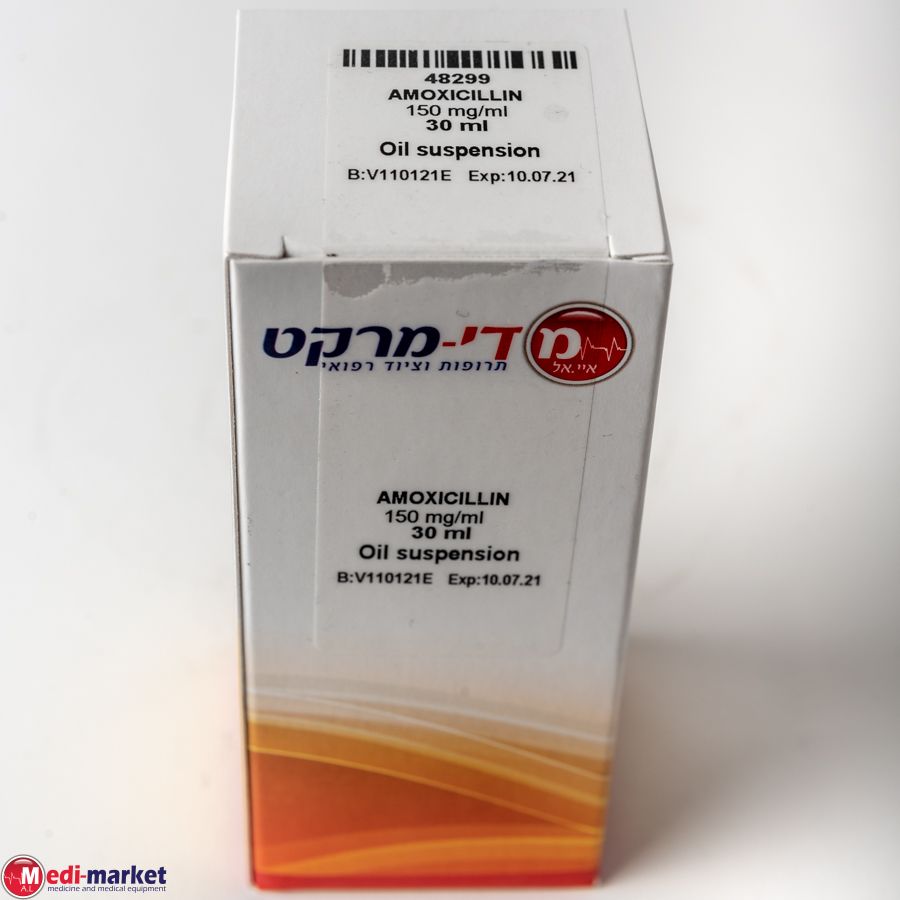 48299
AMOXICILLIN
150 mg/ml
30 ml
Oil suspension
B:V110121E Exp:10.07.21
מדי-מרקט
תרופות וציוד רפואי
איי.אל
AMOXICILLIN
150 mg/ml
30 ml
Oil suspension
B:V110121E Exp:10.07.21
Medi-market
A.L
medicine and medical equipment